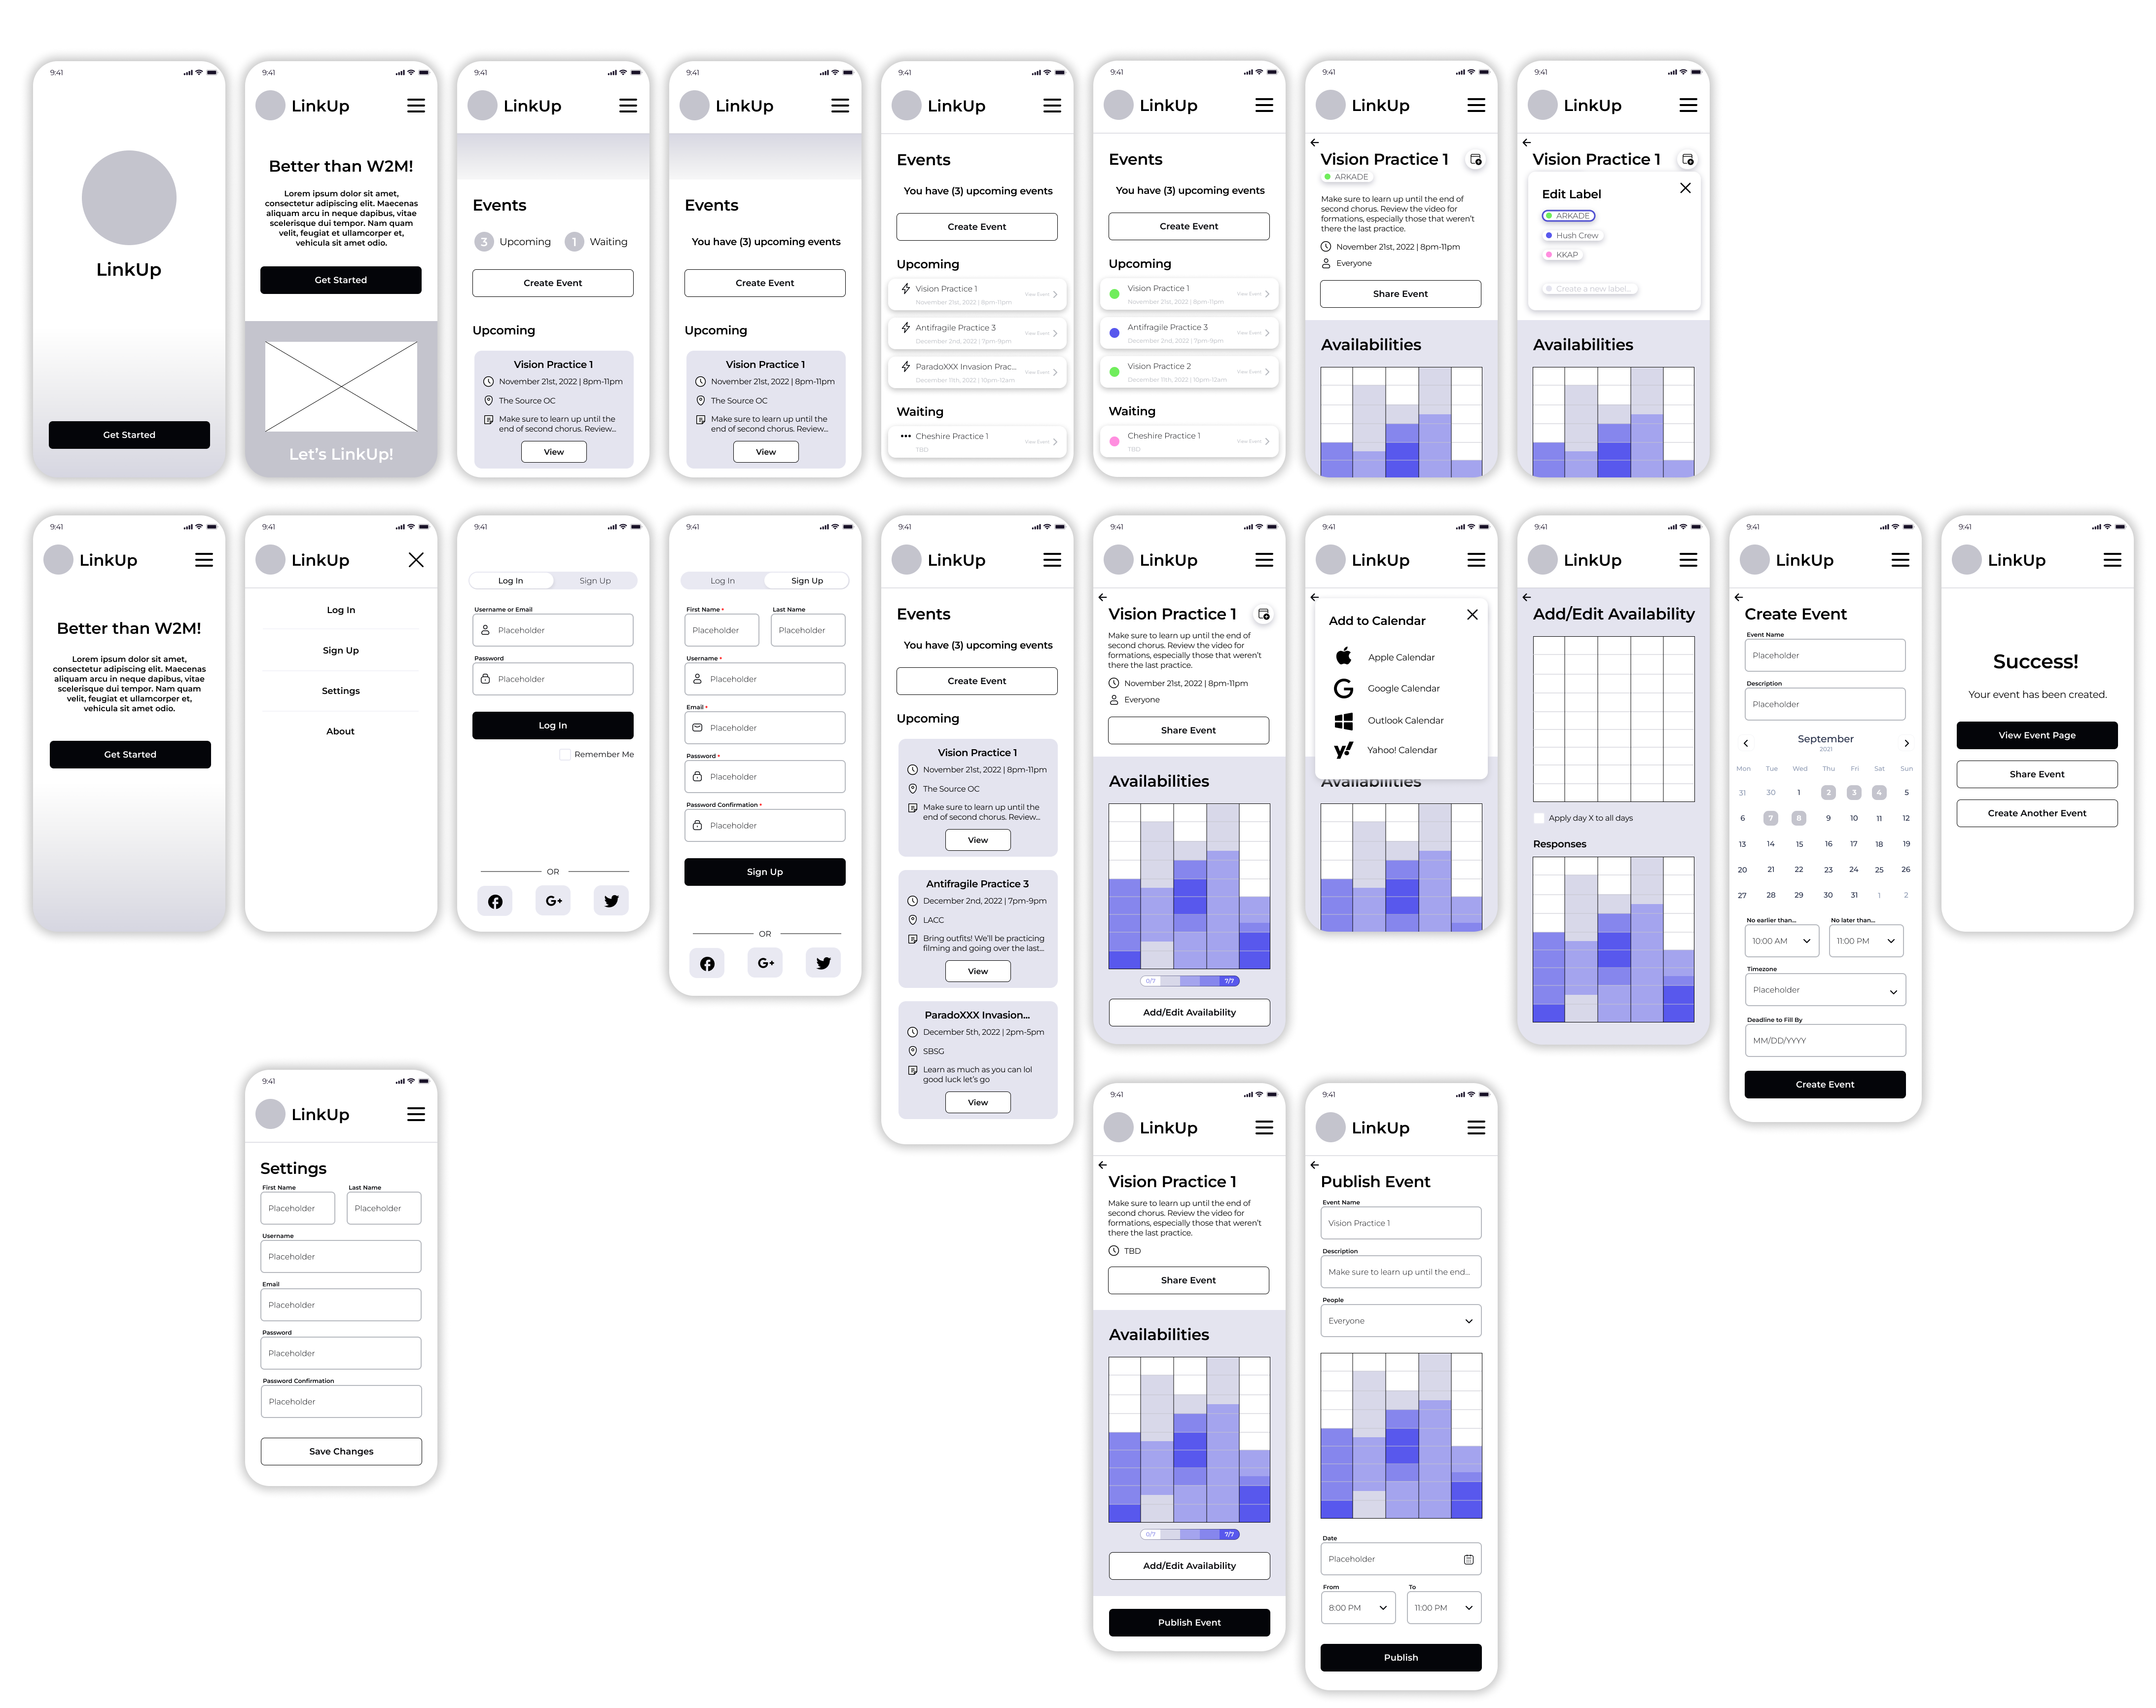 9:41
LinkUp
Get Started
9:41
LinkUp
Better than W2M!
Lorem ipsum dolor sit amet,
consectetur adipiscing elit. Maecenas
aliquam arcu in neque dapibus, vitae
scelerisque dui tempor. Nam quam
velit, feugiat et ullamcorper et,
vehicula sit amet odio.
Get Started
Let's LinkUp!
9:41
LinkUp
Events
3 Upcoming 1 Waiting
Create Event
Upcoming
Vision Practice 1
November 21st, 2022 | 8pm-11pm
The Source OC
Make sure to learn up until the
end of second chorus. Review...
View
9:41
LinkUp
Events
You have (3) upcoming events
Create Event
Upcoming
Vision Practice 1
November 21st, 2022 | 8pm-11pm
The Source OC
Make sure to learn up until the
end of second chorus. Review...
View
9:41
LinkUp
Events
You have (3) upcoming events
Create Event
Upcoming
Vision Practice 1
November 21st, 2022 | 8pm-11pm
View Event
Antifragile Practice 3
December 2nd, 2022 | 7pm-9pm
View Event
ParadoXXX Invasion Prac...
December 11th, 2022 | 10pm-12am
View Event
Waiting
Cheshire Practice 1
TBD
View Event
9:41
LinkUp
Events
You have (3) upcoming events
Create Event
Upcoming
Vision Practice 1
November 21st, 2022 | 8pm-11pm
View Event
Antifragile Practice 3
December 2nd, 2022 | 7pm-9pm
View Event
Vision Practice 2
December 11th, 2022 | 10pm-12am
View Event
Waiting
Cheshire Practice 1
TBD
View Event
9:41
LinkUp
Vision Practice 1
ARKADE
Make sure to learn up until the end of
second chorus. Review the video for
formations, especially those that weren't
there the last practice.
November 21st, 2022 | 8pm-11pm
Everyone
Share Event
Availabilities
9:41
LinkUp
Vision Practice 1
Edit Label
ARKADE
Hush Crew
KKAP
Create a new label...
Availabilities
9:41
LinkUp
Better than W2M!
Lorem ipsum dolor sit amet,
consectetur adipiscing elit. Maecenas
aliquam arcu in neque dapibus, vitae
scelerisque dui tempor. Nam quam
velit, feugiat et ullamcorper et,
vehicula sit amet odio.
Get Started
9:41
LinkUp
Log In
Sign Up
Settings
About
9:41
Log In Sign Up
Username or Email
Placeholder
Password
Placeholder
Log In
Remember Me
OR
9:41
Log In Sign Up
First Name • Last Name
Placeholder Placeholder
Username •
Placeholder
Email •
Placeholder
Password •
Placeholder
Password Confirmation •
Placeholder
Sign Up
OR
9:41
LinkUp
Events
You have (3) upcoming events
Create Event
Upcoming
Vision Practice 1
November 21st, 2022 | 8pm-11pm
The Source OC
Make sure to learn up until the
end of second chorus. Review...
View
Antifragile Practice 3
December 2nd, 2022 | 7pm-9pm
LACC
Bring outfits! We'll be practicing
filming and going over the last...
View
ParadoXXX Invasion...
December 5th, 2022 | 2pm-5pm
SBSG
Learn as much as you can lol
good luck let's go
View
9:41
LinkUp
Vision Practice 1
Make sure to learn up until the end of
second chorus. Review the video for
formations, especially those that weren't
there the last practice.
November 21st, 2022 | 8pm-11pm
Everyone
Share Event
Availabilities
0/7 7/7
Add/Edit Availability
9:41
LinkUp
Add to Calendar
Apple Calendar
Google Calendar
Outlook Calendar
Yahoo! Calendar
Availabilities
9:41
LinkUp
Add/Edit Availability
Apply day X to all days
Responses
9:41
LinkUp
Create Event
Event Name
Placeholder
Description
Placeholder
September
2021
Mon Tue Wed Thu Fri Sat Sun
31 30 1 2 3 4 5
6 7 8 9 10 11 12
13 14 15 16 17 18 19
20 21 22 23 24 25 26
27 28 29 30 31 1 2
No earlier than... No later than...
10:00 AM 11:00 PM
Timezone
Placeholder
Deadline to Fill By
MM/DD/YYYY
Create Event
9:41
LinkUp
Success!
Your event has been created.
View Event Page
Share Event
Create Another Event
9:41
LinkUp
Settings
First Name Last Name
Placeholder Placeholder
Username
Placeholder
Email
Placeholder
Password
Placeholder
Password Confirmation
Placeholder
Save Changes
9:41
LinkUp
Vision Practice 1
Make sure to learn up until the end of
second chorus. Review the video for
formations, especially those that weren't
there the last practice.
TBD
Share Event
Availabilities
0/7 7/7
Add/Edit Availability
Publish Event
9:41
LinkUp
Publish Event
Event Name
Vision Practice 1
Description
Make sure to learn up until the end...
People
Everyone
Date
Placeholder
From To
8:00 PM 11:00 PM
Publish